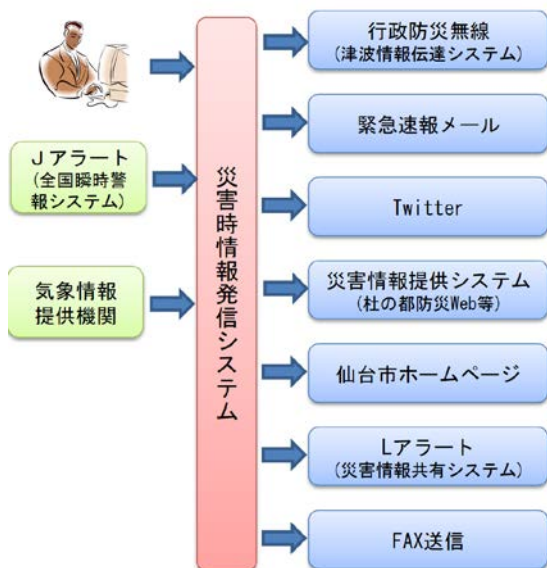 Jアラート
(全国瞬時警
報システム)
気象情報
提供機関
災害時情報発信システム
行政防災無線
(津波情報伝達システム)
緊急速報メール
Twitter
災害情報提供システム
(杜の都防災Web等)
仙台市ホームページ
Lアラート
(災害情報共有システム)
FAX送信